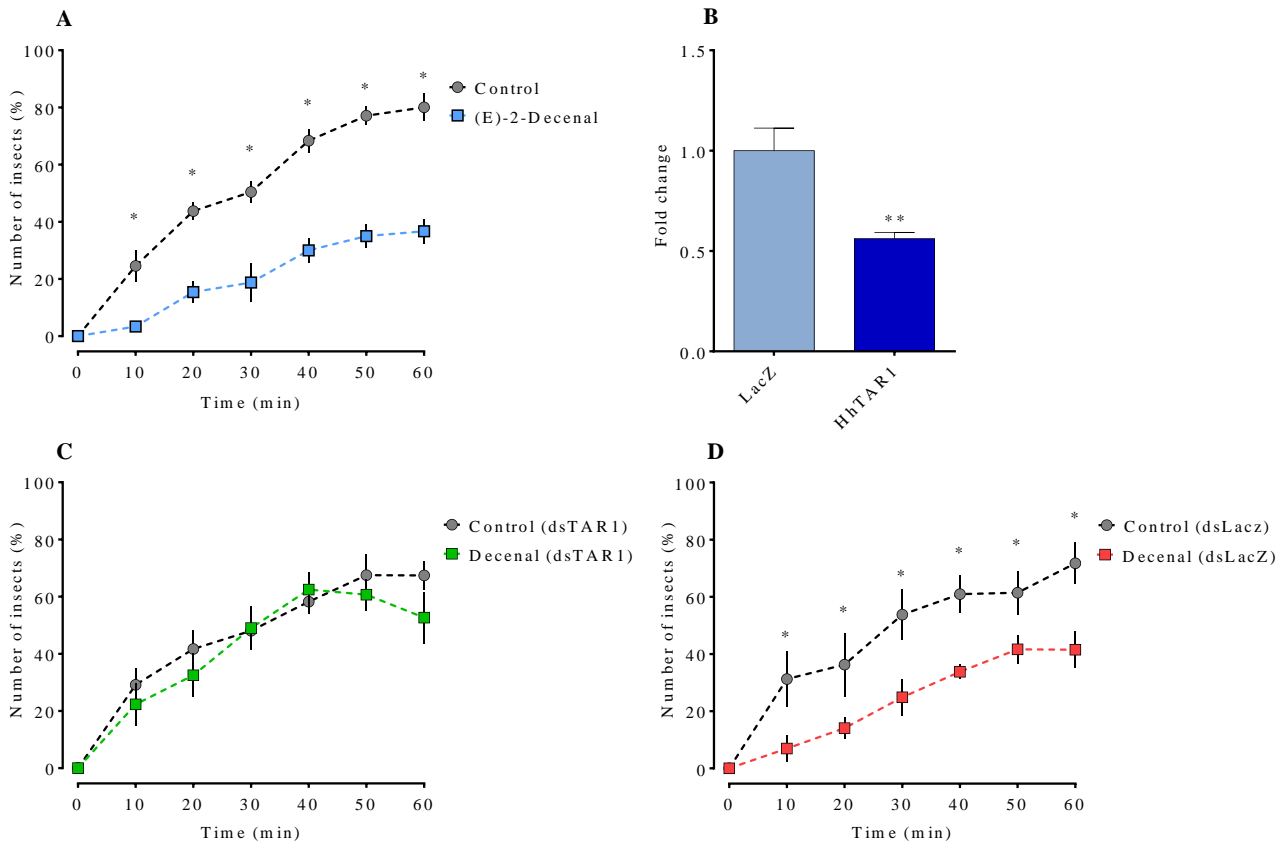 A
Number of insects (%)
100
80
60
40
20
0
* * * * * *
0 10 20 30 40 50 60
Time (min)
Control
(E)-2-Decenal
B
Fold change
1.5
1.0
0.5
0.0
**
LacZ
HhTAR1
C
Number of insects (%)
100
80
60
40
20
0
0 10 20 30 40 50 60
Time (min)
Control (dsTAR1)
Decenal (dsTAR1)
D
Number of insects (%)
100
80
60
40
20
0
* * * * * *
0 10 20 30 40 50 60
Time (min)
Control (dsLacz)
Decenal (dsLacZ)